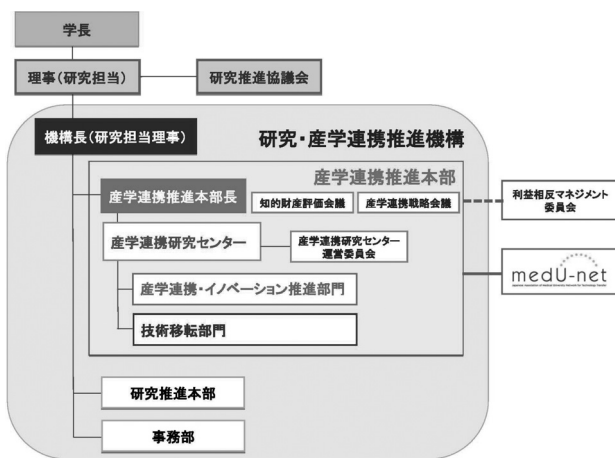 学長
理事(研究担当)
研究推進協議会
機構長(研究担当理事)
研究・産学連携推進機構
産学連携推進本部
産学連携推進本部長
知的財産評価会議
産学連携戦略会議
利益相反マネジメント
委員会
産学連携研究センター
産学連携研究センター
運営委員会
medU-net
産学連携・イノベーション推進部門
技術移転部門
研究推進本部
事務部